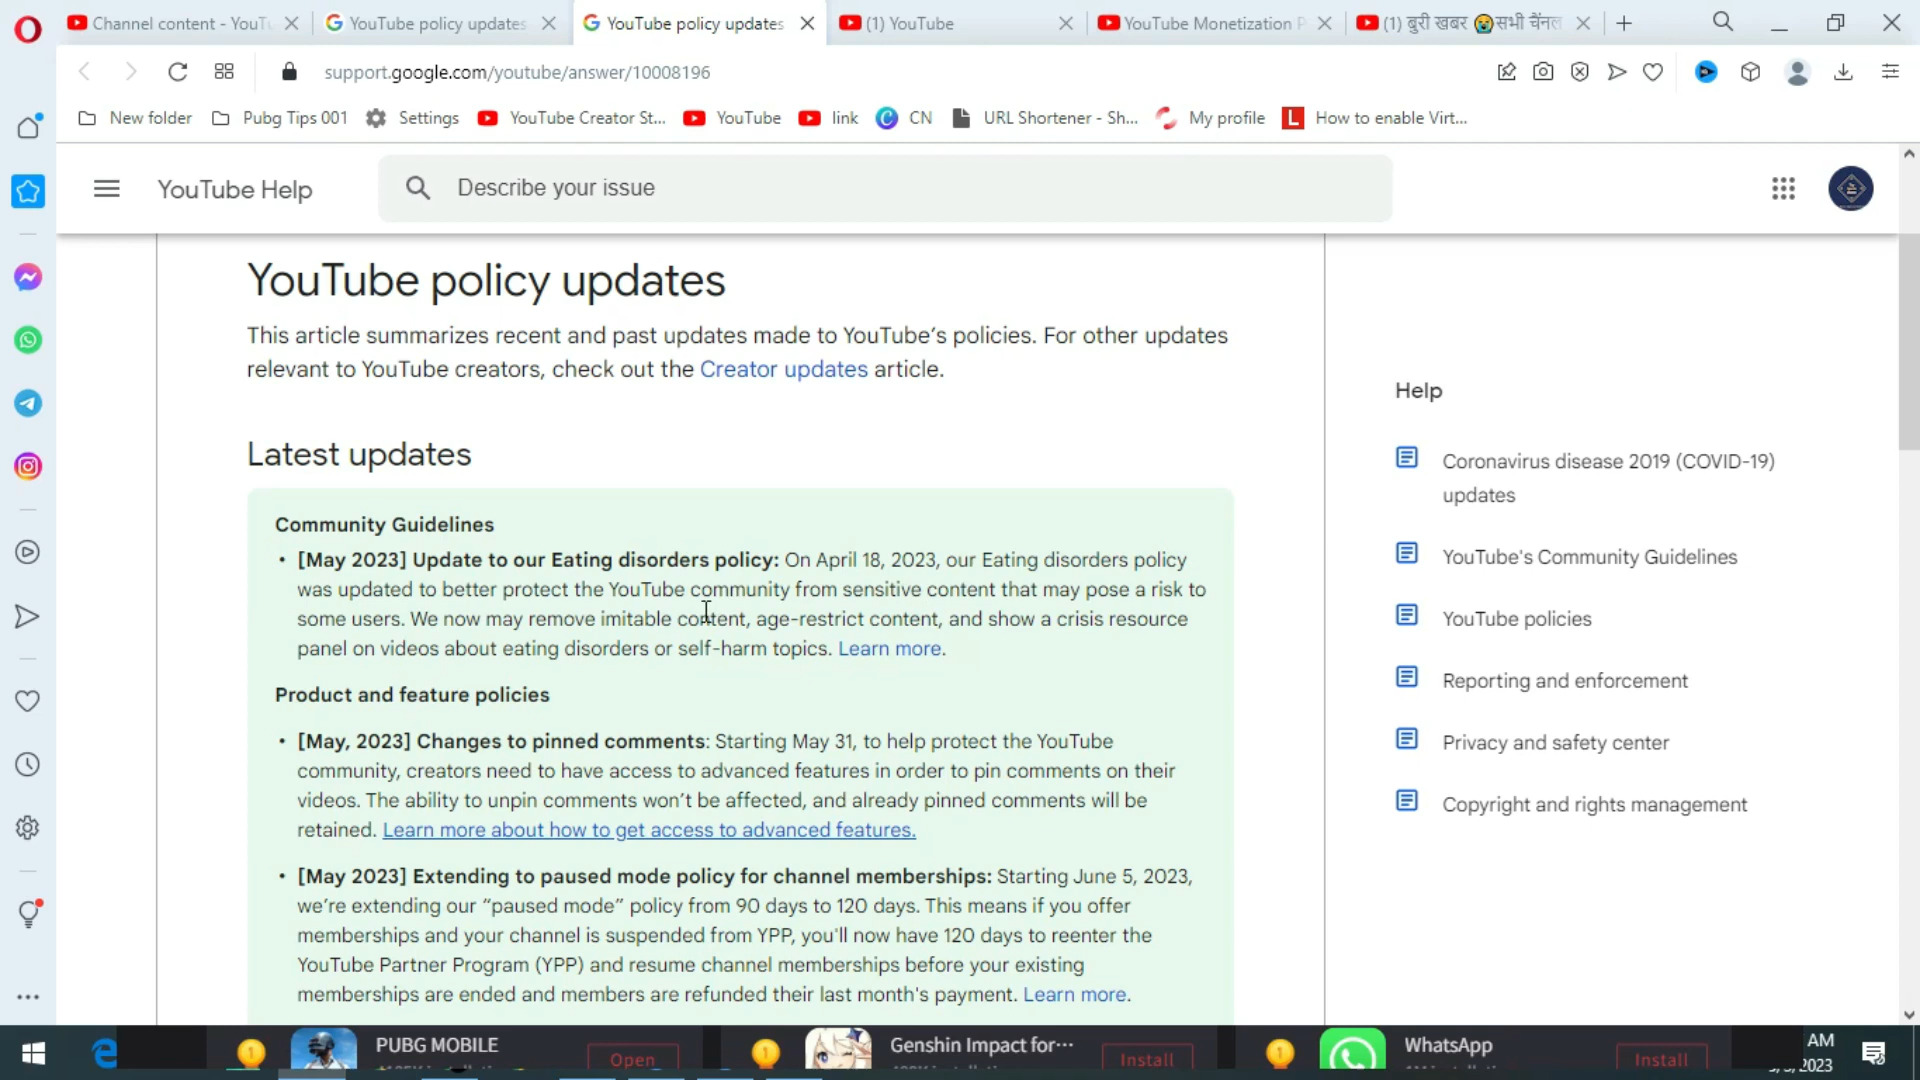 Channel content - YouT
YouTube policy updates
YouTube policy updates
(1) YouTube
YouTube Monetization P
(1) बुरी खबर 😭सभी चैंनल
support.google.com/youtube/answer/10008196
New folder
Pubg Tips 001
Settings
YouTube Creator St...
YouTube
link
CN
URL Shortener - Sh...
My profile
How to enable Virt...
YouTube Help
Describe your issue
YouTube policy updates
This article summarizes recent and past updates made to YouTube’s policies. For other updates
relevant to YouTube creators, check out the Creator updates article.
Latest updates
Community Guidelines
• [May 2023] Update to our Eating disorders policy: On April 18, 2023, our Eating disorders policy
was updated to better protect the YouTube community from sensitive content that may pose a risk to
some users. We now may remove imitable content, age-restrict content, and show a crisis resource
panel on videos about eating disorders or self-harm topics. Learn more.
Product and feature policies
• [May, 2023] Changes to pinned comments: Starting May 31, to help protect the YouTube
community, creators need to have access to advanced features in order to pin comments on their
videos. The ability to unpin comments won’t be affected, and already pinned comments will be
retained. Learn more about how to get access to advanced features.
• [May 2023] Extending to paused mode policy for channel memberships: Starting June 5, 2023,
we’re extending our “paused mode” policy from 90 days to 120 days. This means if you offer
memberships and your channel is suspended from YPP, you'll now have 120 days to reenter the
YouTube Partner Program (YPP) and resume channel memberships before your existing
memberships are ended and members are refunded their last month's payment. Learn more.
Help
Coronavirus disease 2019 (COVID-19)
updates
YouTube's Community Guidelines
YouTube policies
Reporting and enforcement
Privacy and safety center
Copyright and rights management
PUBG MOBILE
Open
Genshin Impact for···
Install
WhatsApp
Install
AM
2023